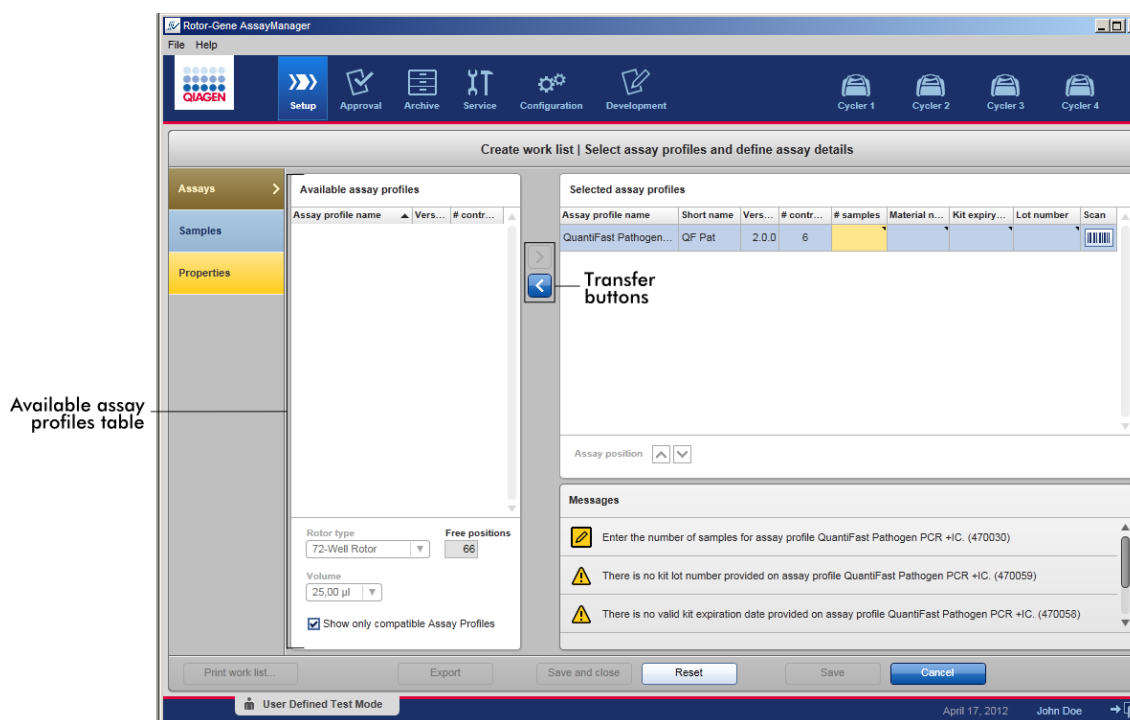 Rotor-Gene AssayManager
File Help
QIAGEN
Setup Approval Archive Service Configuration Development Cycler 1 Cycler 2 Cycler 3 Cycler 4
Create work list | Select assay profiles and define assay details
Assays
Samples
Properties
Available assay profiles
Assay profile name Vers... # contr...
Rotor type Free positions
72-Well Rotor 66
Volume
25,00 µl
Show only compatible Assay Profiles
Available assay
profiles table
Transfer
buttons
Selected assay profiles
Assay profile name Short name Vers... # contr... # samples Material n... Kit expiry... Lot number Scan
QuantiFast Pathogen... QF Pat 2.0.0 6
Assay position
Messages
Enter the number of samples for assay profile QuantiFast Pathogen PCR +IC. (470030)
There is no kit lot number provided on assay profile QuantiFast Pathogen PCR +IC. (470059)
There is no valid kit expiration date provided on assay profile QuantiFast Pathogen PCR +IC. (470058)
Print work list... Export Save and close Reset Save Cancel
User Defined Test Mode
April 17, 2012 John Doe